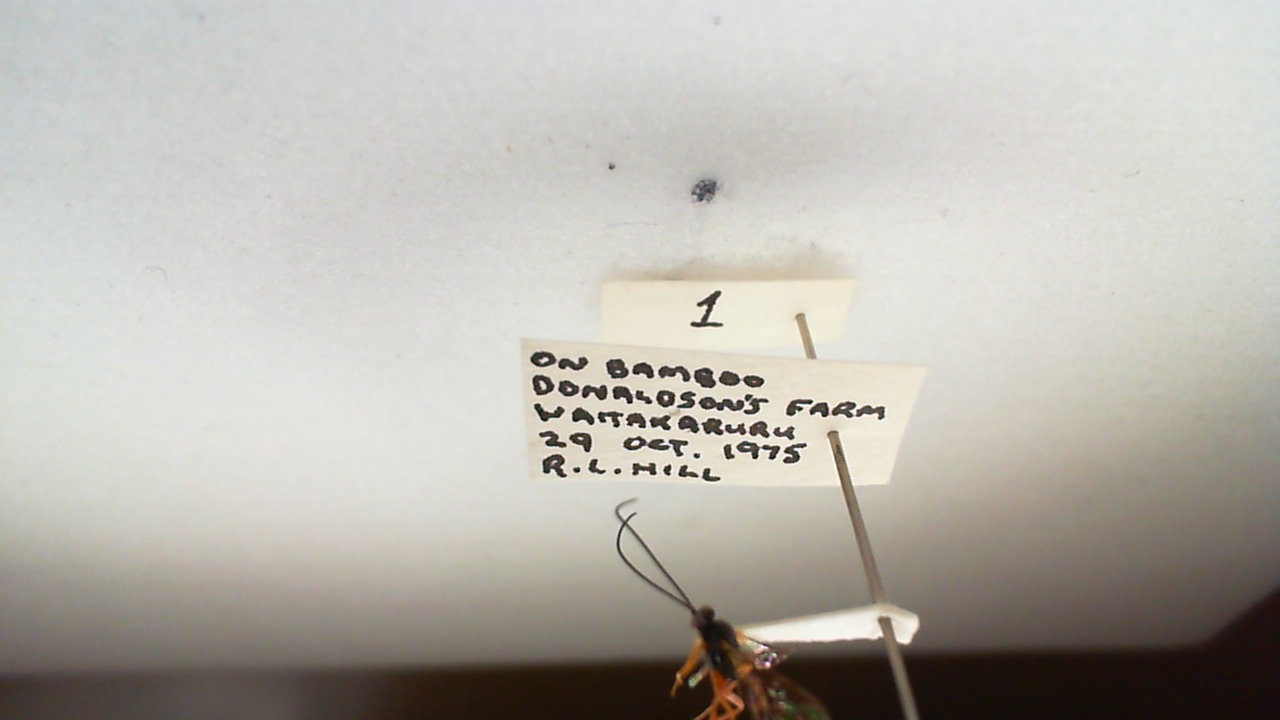 1
ON BAMBOO
DONALDSON'S FARM
WAITAKARURU
29 OCT. 1975
R.L. HILL